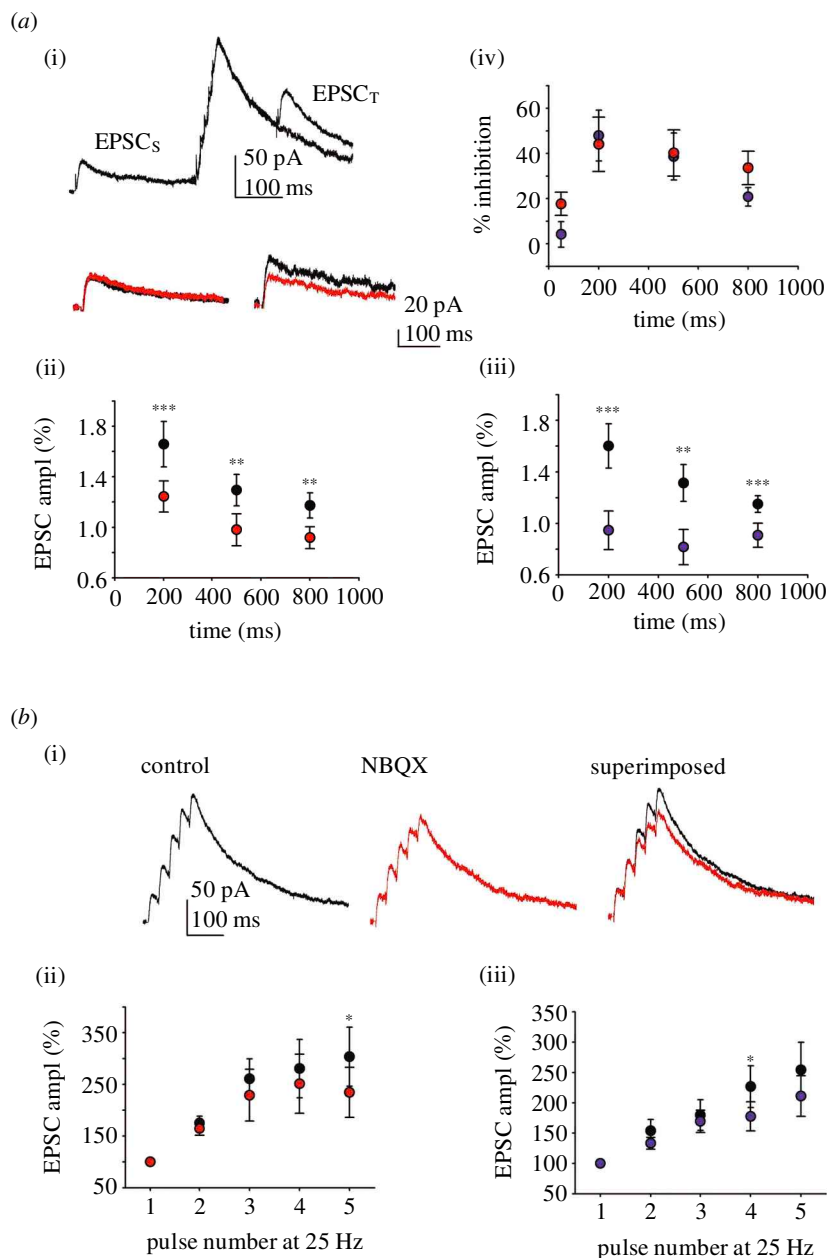 (a)
(i)
EPSCS
EPSCT
50 pA
100 ms
20 pA
100 ms
(iv)
% inhibition
60
40
20
0
0 200 400 600 800 1000
time (ms)
(ii)
EPSC ampl (%)
1.8
1.4
1.0
0.6
*** ** **
0 200 400 600 800 1000
time (ms)
(iii)
EPSC ampl (%)
1.8
1.4
1.0
0.6
*** ** ***
0 200 400 600 800 1000
time (ms)
(b)
(i)
control NBQX superimposed
50 pA
100 ms
(ii)
EPSC ampl (%)
350
250
150
50
*
1 2 3 4 5
pulse number at 25 Hz
(iii)
EPSC ampl (%)
350
300
250
200
150
100
50
*
1 2 3 4 5
pulse number at 25 Hz